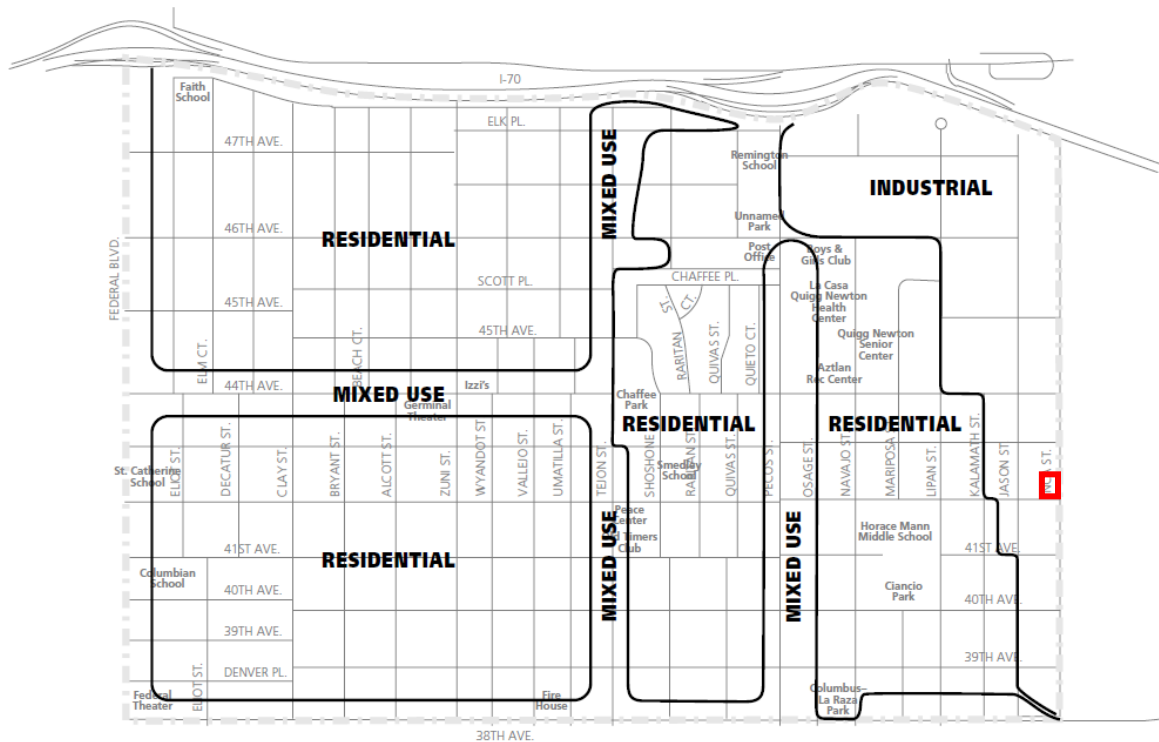 I-70
Faith
School
ELK PL.
47TH AVE.
MIXED USE
Remington
School
INDUSTRIAL
Unnamed
Park
46TH AVE.
RESIDENTIAL
Post
Office
Boys &
Girls Club
FEDERAL BLVD.
SCOTT PL.
CHAFFEE PL.
La Casa
Quigg Newton
Health
Center
45TH AVE.
ST.
CT.
45TH AVE.
RARITAN
QUIVAS ST.
QUIETO CT.
Quigg Newton
Senior
Center
ELM CT.
BEACH CT.
Aztlan
Rec Center
44TH AVE.
MIXED USE
Izzi's
Germinal
Theater
Chaffee
Park
RESIDENTIAL
RESIDENTIAL
St. Catherine
School
ELIOT ST.
DECATUR ST.
CLAY ST.
BRYANT ST.
ALCOTT ST.
ZUNI ST.
WYANDOT ST
VALLEJO ST.
UMATILLA ST.
TEJON ST.
SHOSHONE
RARITAN ST.
Smedley
School
QUIVAS ST.
PECOS ST.
OSAGE ST.
NAVAJO ST.
MARIPOSA ST.
LIPAN ST.
KALAMATH ST.
JASON ST
ST.
Peace
Center
Old Timers
Club
MIXED USE
MIXED USE
Horace Mann
Middle School
41ST AVE.
RESIDENTIAL
41ST AVE.
Columbian
School
40TH AVE.
Ciancio
Park
40TH AVE.
39TH AVE.
39TH AVE.
DENVER PL.
ELIOT ST.
Federal
Theater
Fire
House
Columbus–
La Raza
Park
38TH AVE.